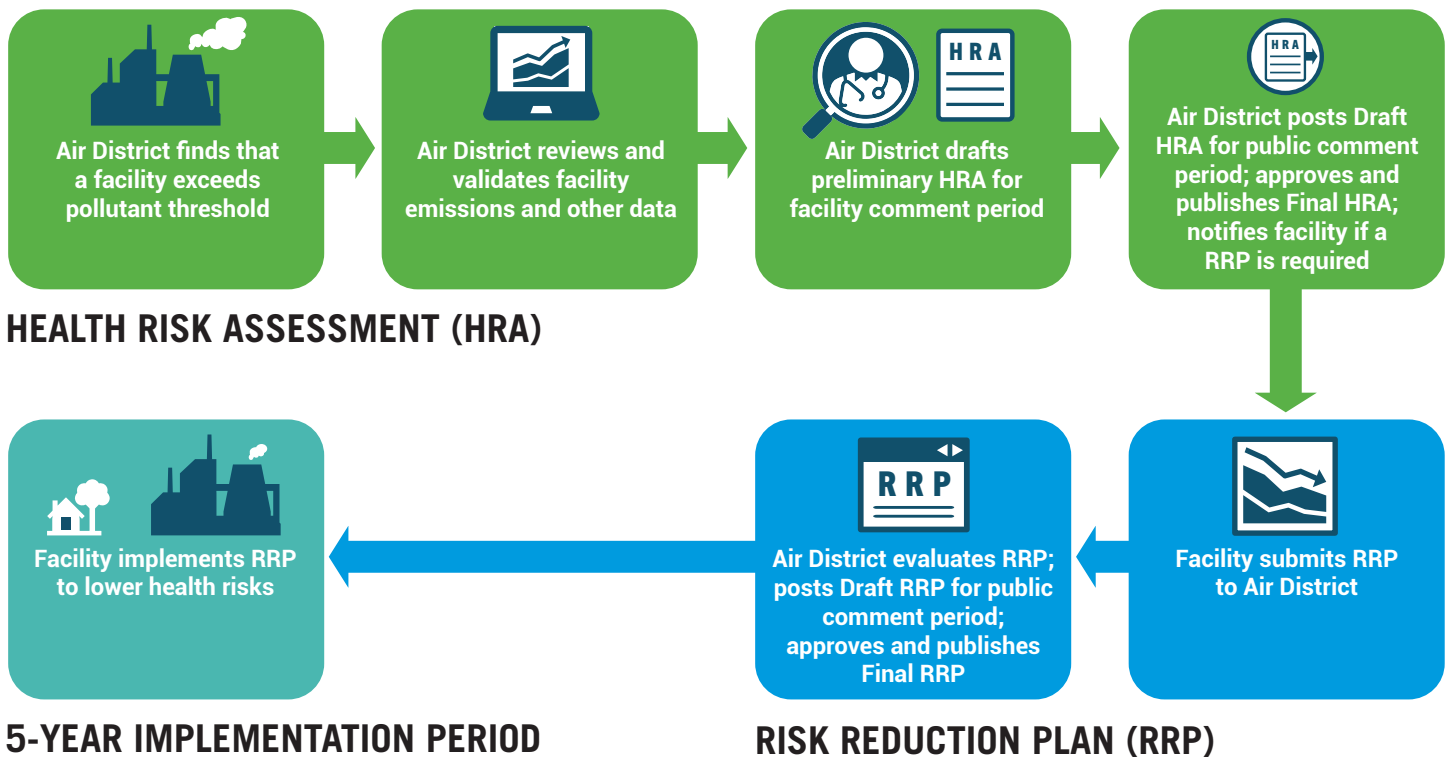 Air District finds that
a facility exceeds
pollutant threshold
Air District reviews and
validates facility
emissions and other data
H R A
Air District drafts
preliminary HRA for
facility comment period
HRA
Air District posts Draft
HRA for public comment
period; approves and
publishes Final HRA;
notifies facility if a
RRP is required
HEALTH RISK ASSESSMENT (HRA)
Facility submits RRP
to Air District
R R P
Air District evaluates RRP;
posts Draft RRP for public
comment period;
approves and publishes
Final RRP
RISK REDUCTION PLAN (RRP)
Facility implements RRP
to lower health risks
5-YEAR IMPLEMENTATION PERIOD